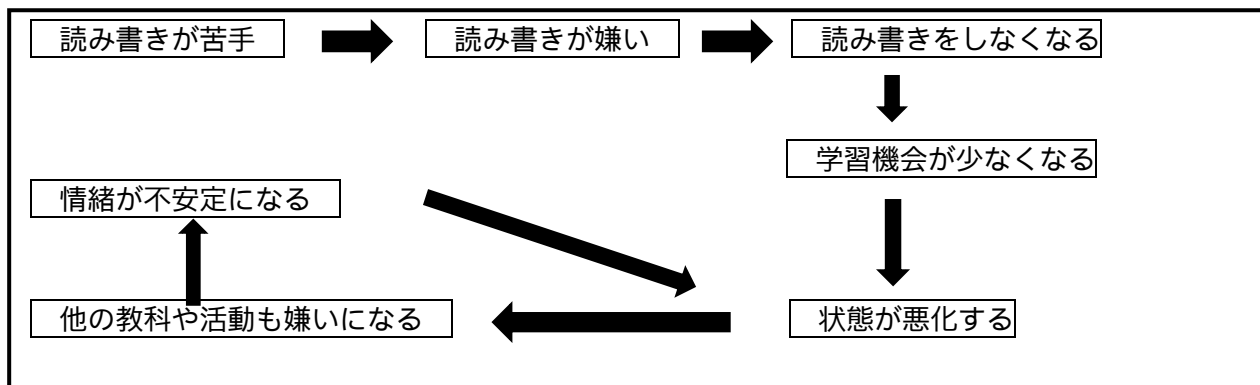 読み書きが苦手
読み書きが嫌い
読み書きをしなくなる
学習機会が少なくなる
情緒が不安定になる
他の教科や活動も嫌いになる
状態が悪化する